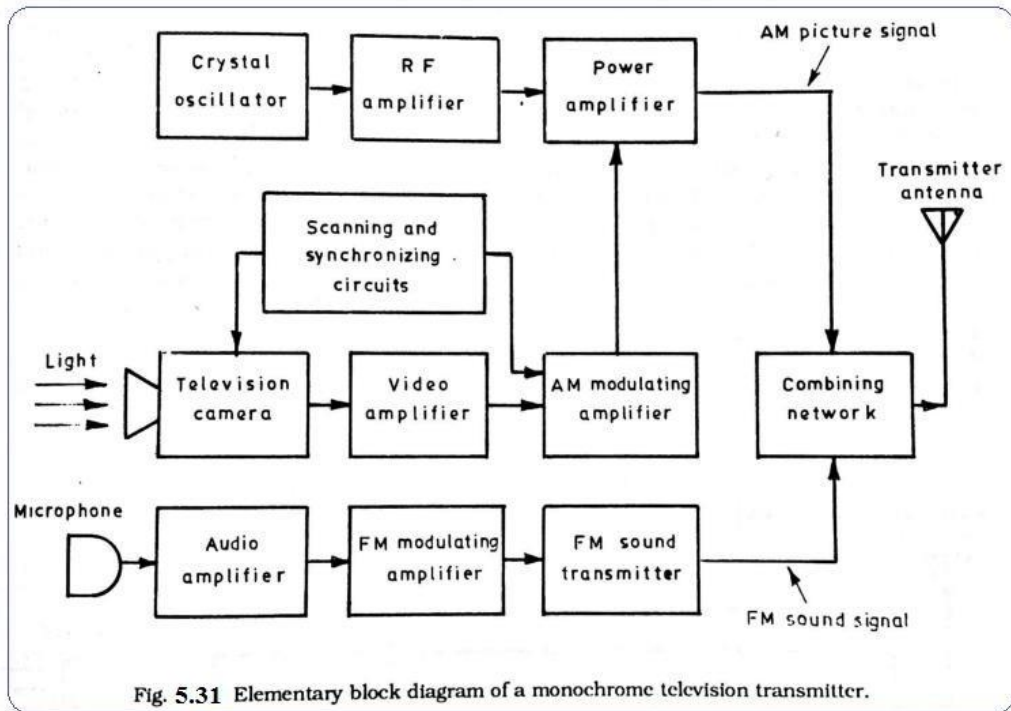 AM picture signal
Crystal
oscillator
RF
amplifier
Power
amplifier
Transmitter
antenna
Scanning and
synchronizing
circuits
Light
Television
camera
Video
amplifier
AM modulating
amplifier
Combining
network
Microphone
Audio
amplifier
FM modulating
amplifier
FM sound
transmitter
FM sound signal
Fig. 5.31 Elementary block diagram of a monochrome television transmitter.